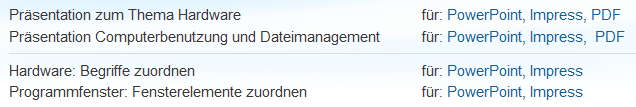 Präsentation zum Thema Hardware für: PowerPoint, Impress, PDF
Präsentation Computerbenutzung und Dateimanagement für: PowerPoint, Impress, PDF
Hardware: Begriffe zuordnen für: PowerPoint, Impress
Programmfenster: Fensterelemente zuordnen für: PowerPoint, Impress